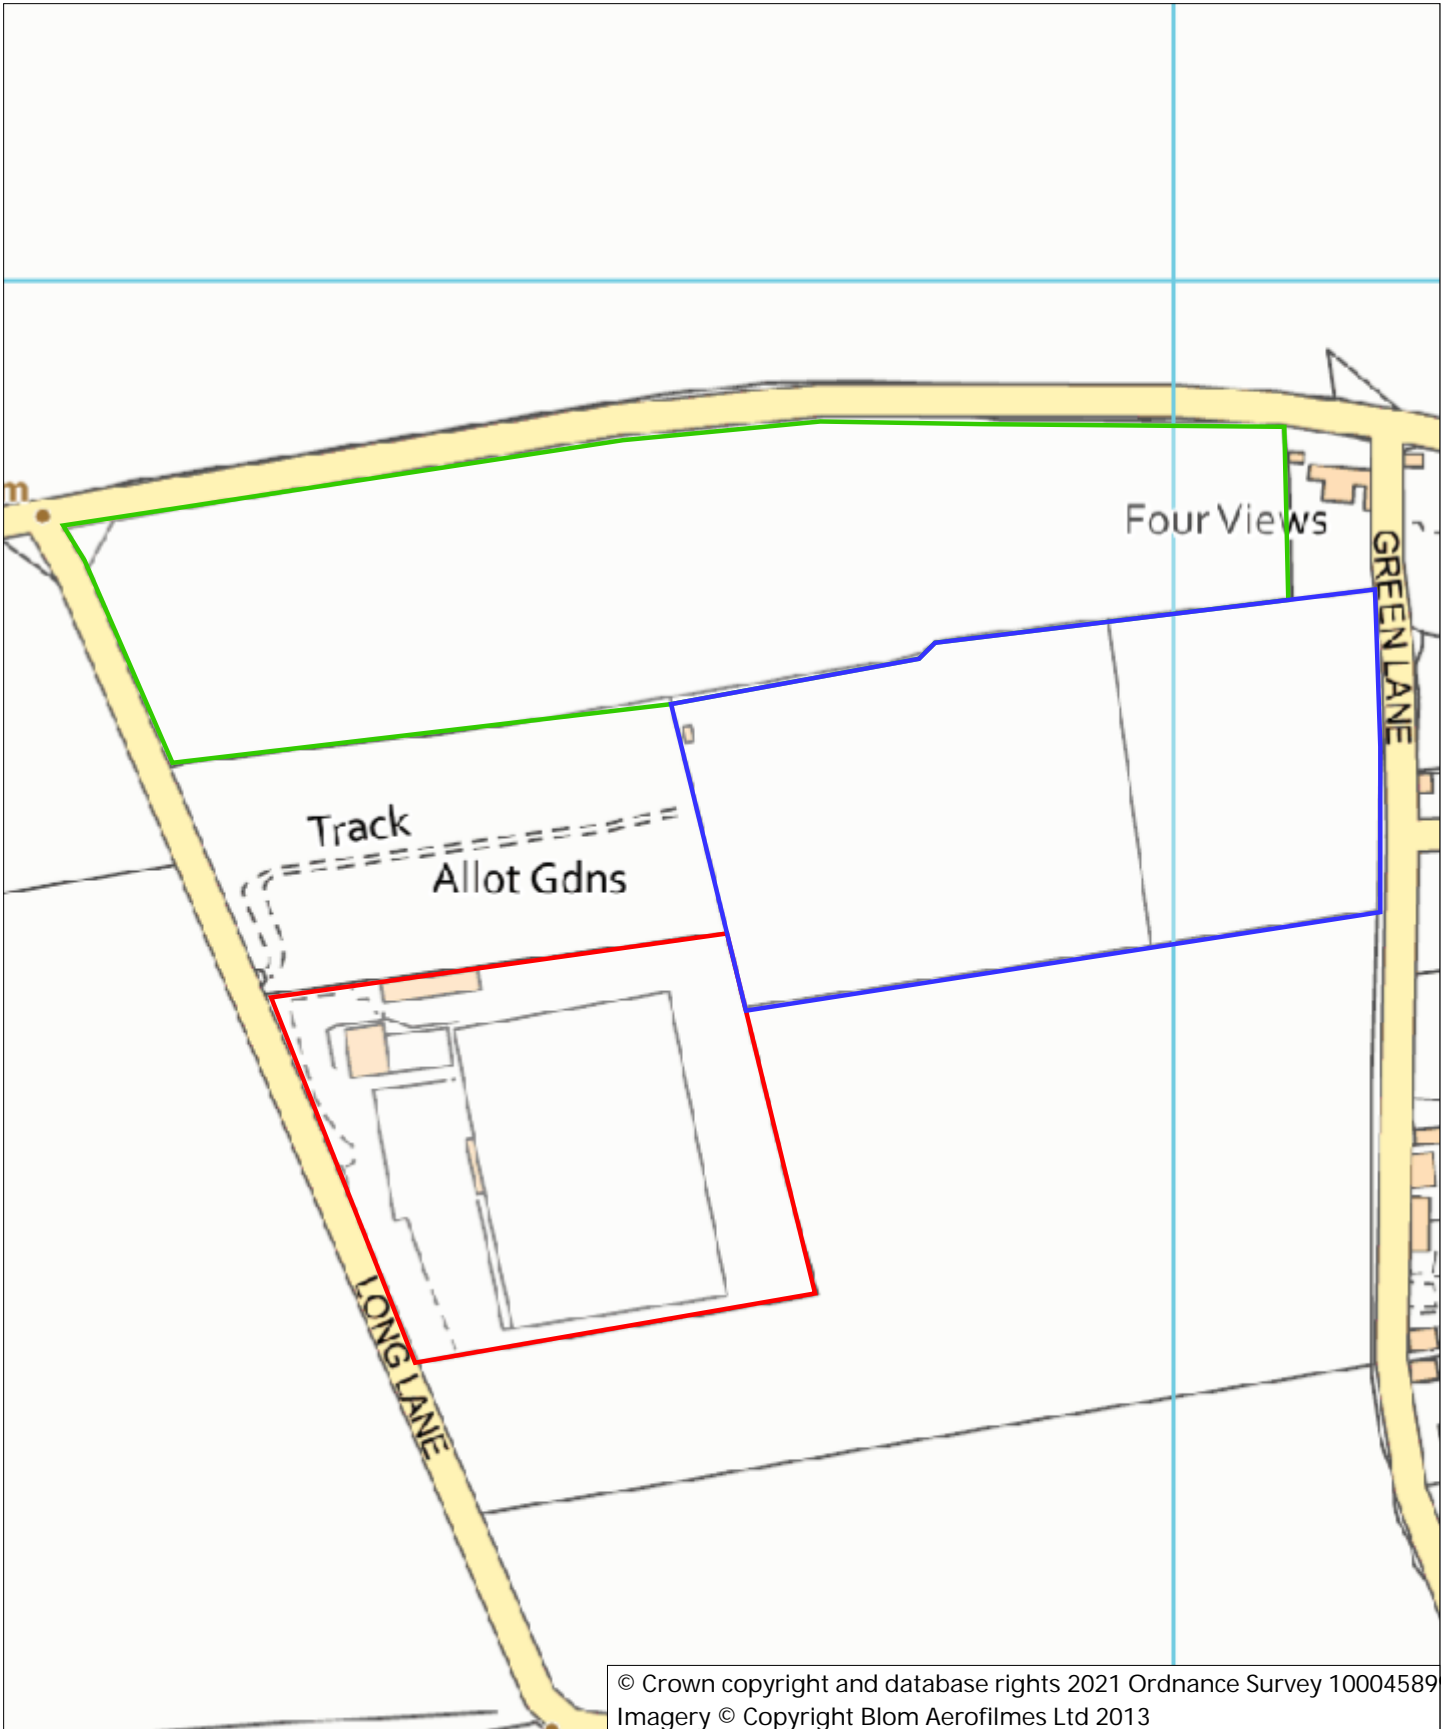 m
Four Views
GREEN LANE
Track
Allot Gdns
LONG LANE
© Crown copyright and database rights 2021 Ordnance Survey 10004589
Imagery © Copyright Blom Aerofilmes Ltd 2013